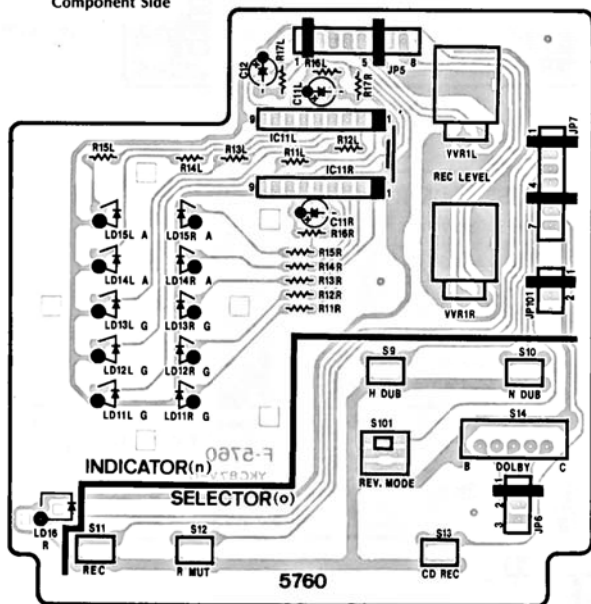 Component Side
C12
R17L
1
R16L
5
8
JP5
C11L
R17R
9
1
IC11L
R12L
R15L
R14L
R13L
R11L
IC11R
9
1
VVR1L
REC LEVEL
1
JP7
4
7
C11R
R16R
LD15L A
LD15R A
R15R
LD14L A
LD14R A
R14R
R13R
R12R
R11R
LD13L G
LD13R G
VVR1R
JP101
1
2
LD12L G
LD12R G
LD11L G
LD11R G
S9
H DUB
S10
N DUB
S14
B DOLBY C
S101
REV. MODE
F-5760
INDICATOR(n)
SELECTOR(o)
1
2
3
JP6
LD16
R
S11
REC
S12
R MUT
S13
CD REC
5760